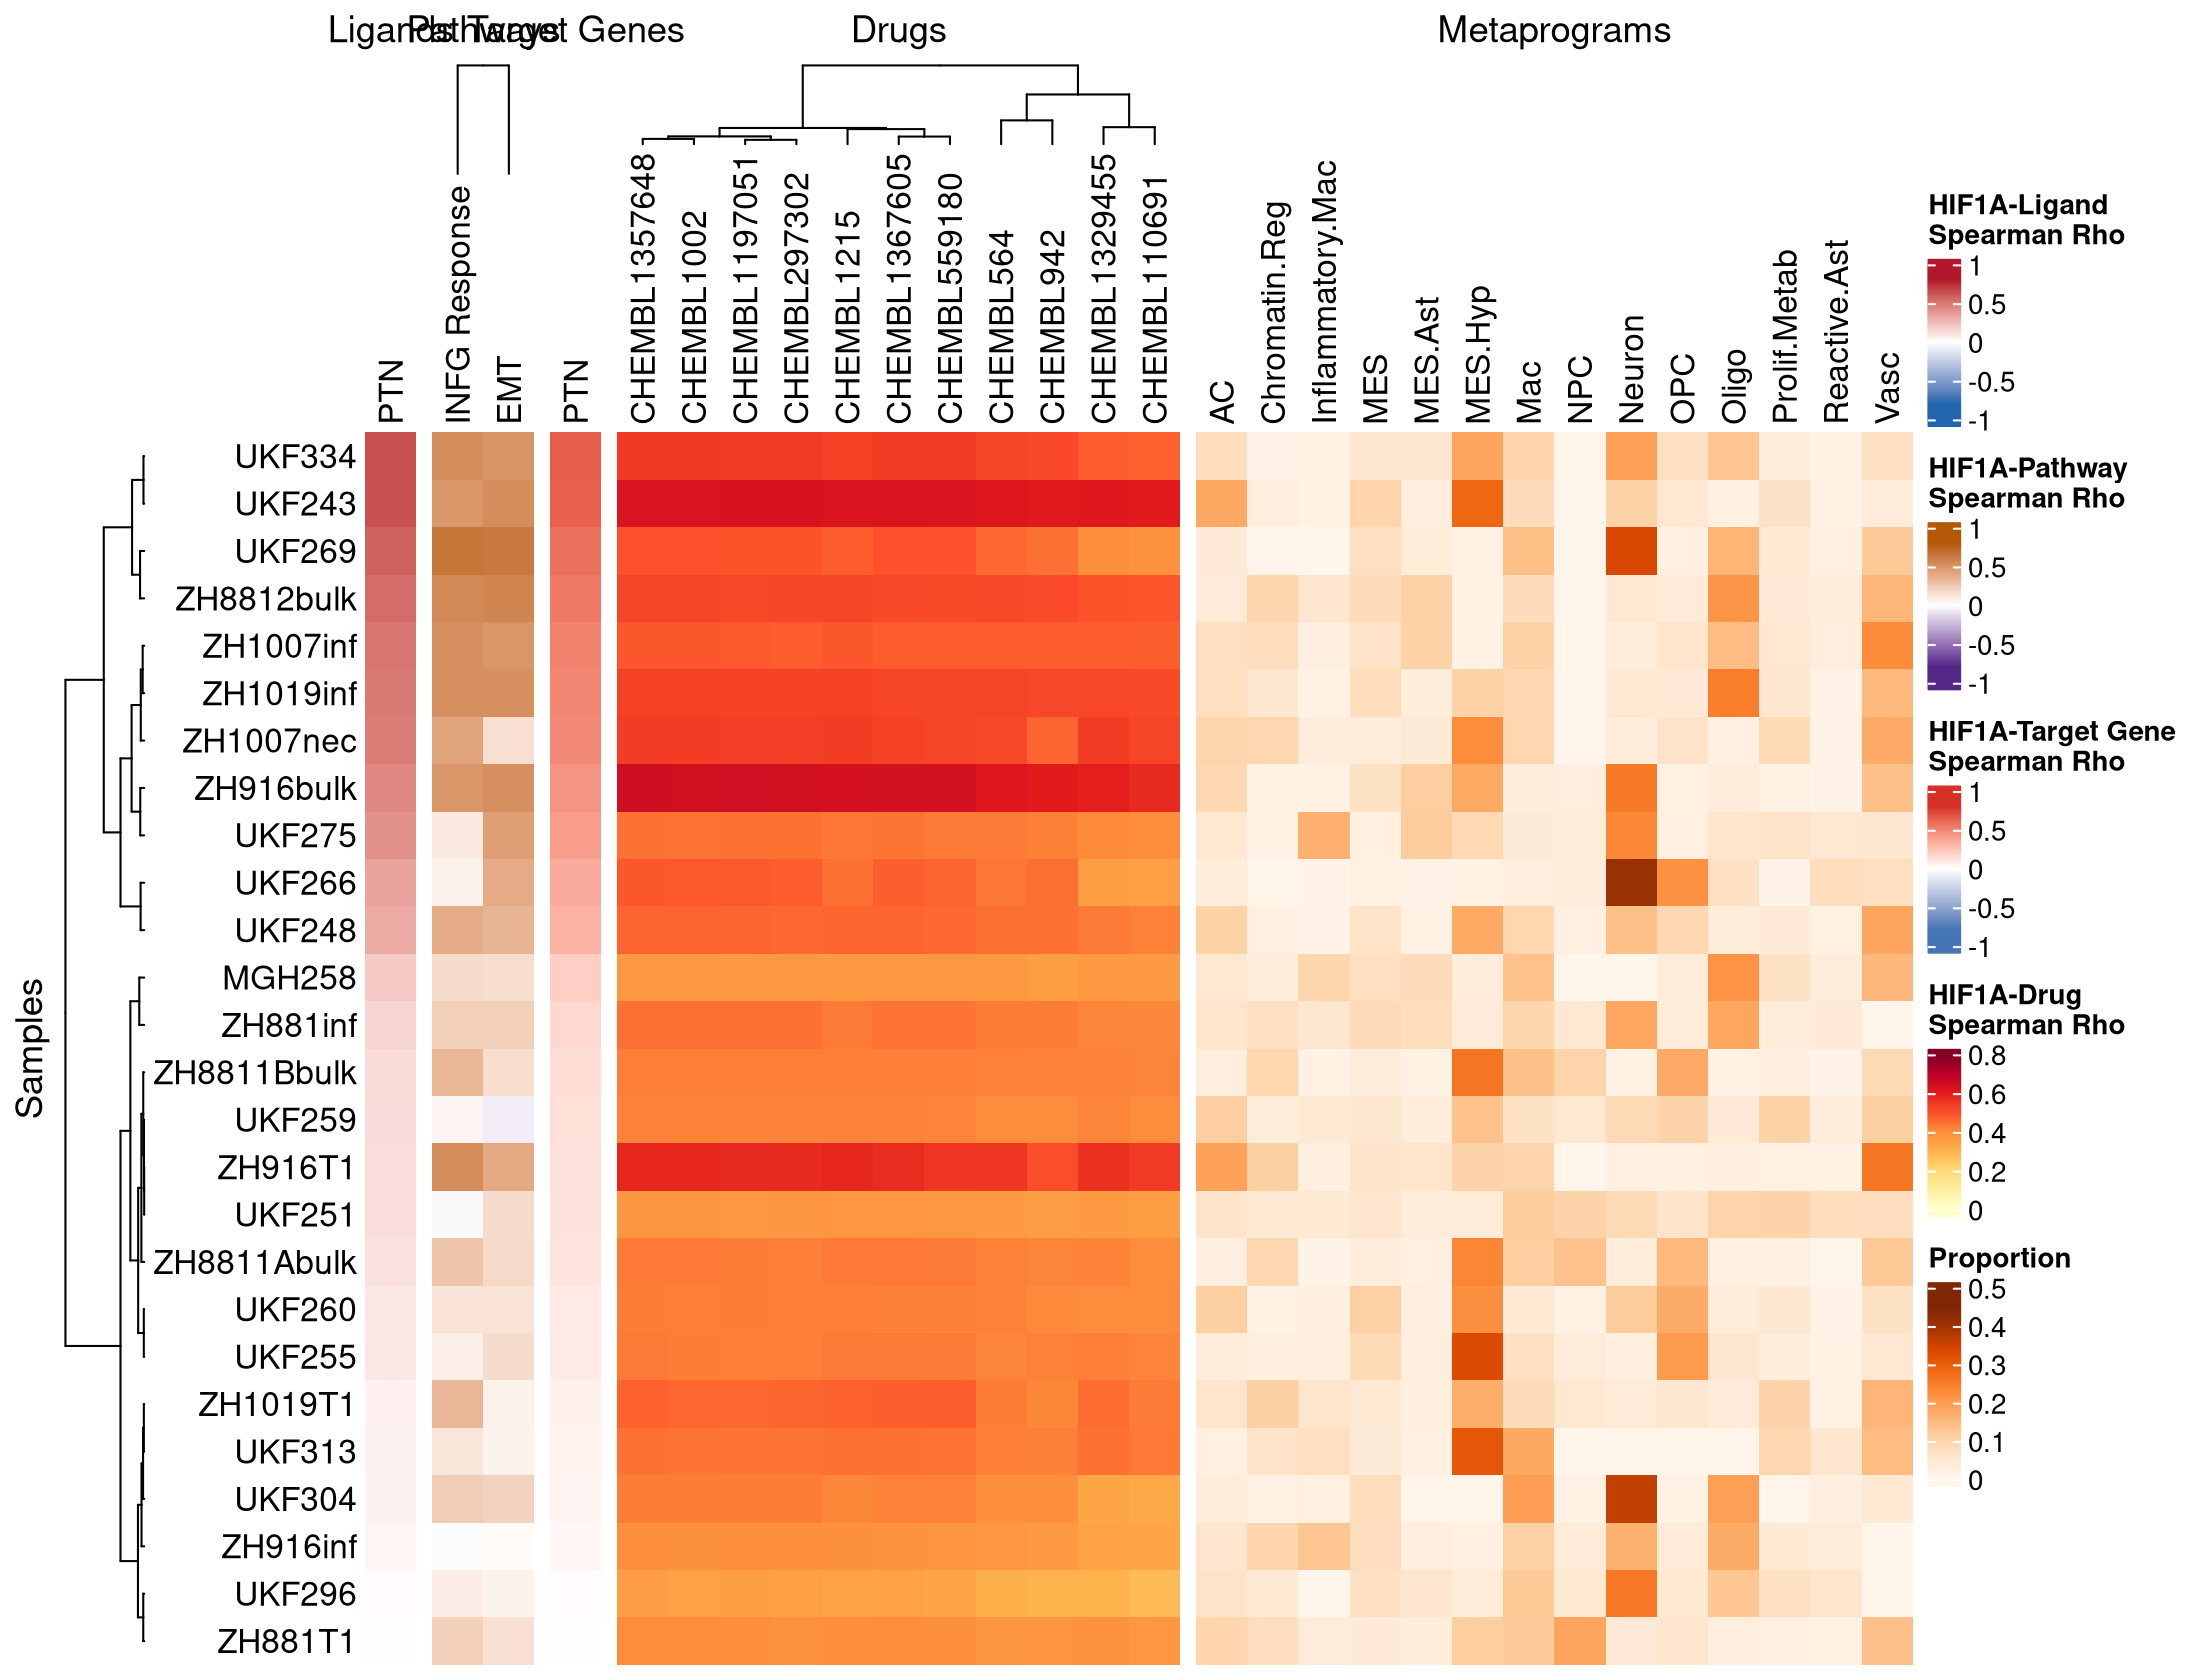 Ligands Pathways Target Genes Drugs Metaprograms
PTN
INFG Response
EMT
PTN
CHEMBL1357648
CHEMBL1002
CHEMBL1197051
CHEMBL297302
CHEMBL1215
CHEMBL1367605
CHEMBL559180
CHEMBL564
CHEMBL942
CHEMBL1329455
CHEMBL1110691
AC
Chromatin.Reg
Inflammatory.Mac
MES
MES.Ast
MES.Hyp
Mac
NPC
Neuron
OPC
Oligo
Prolif.Metab
Reactive.Ast
Vasc
Samples
UKF334
UKF243
UKF269
ZH8812bulk
ZH1007inf
ZH1019inf
ZH1007nec
ZH916bulk
UKF275
UKF266
UKF248
MGH258
ZH881inf
ZH8811Bbulk
UKF259
ZH916T1
UKF251
ZH8811Abulk
UKF260
UKF255
ZH1019T1
UKF313
UKF304
ZH916inf
UKF296
ZH881T1
HIF1A-Ligand
Spearman Rho
1
0.5
0
-0.5
-1
HIF1A-Pathway
Spearman Rho
1
0.5
0
-0.5
-1
HIF1A-Target Gene
Spearman Rho
1
0.5
0
-0.5
-1
HIF1A-Drug
Spearman Rho
0.8
0.6
0.4
0.2
0
Proportion
0.5
0.4
0.3
0.2
0.1
0